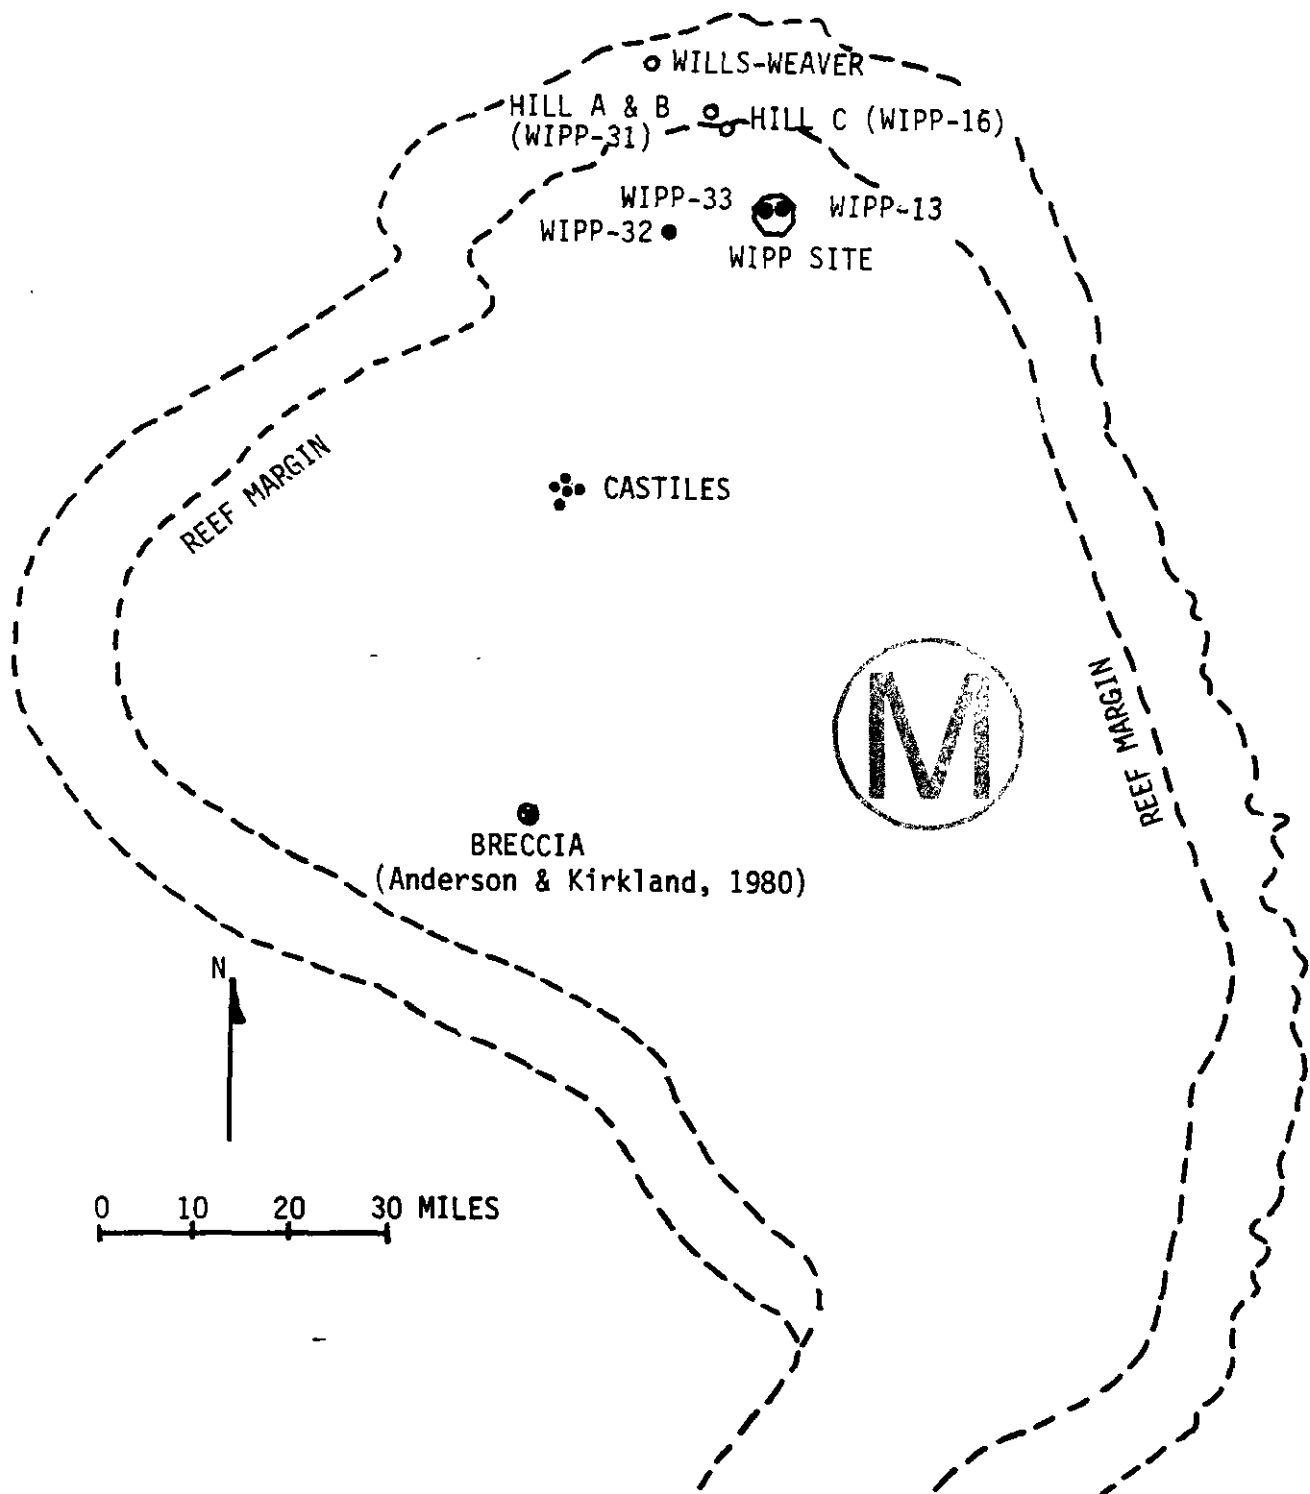 WILLS-WEAVER
HILL A & B
(WIPP-31)
HILL C (WIPP-16)
WIPP-33
WIPP-13
WIPP-32
WIPP SITE
REEF MARGIN
CASTILES
M
REEF MARGIN
BRECCIA
(Anderson & Kirkland, 1980)
N
0 10 20 30 MILES